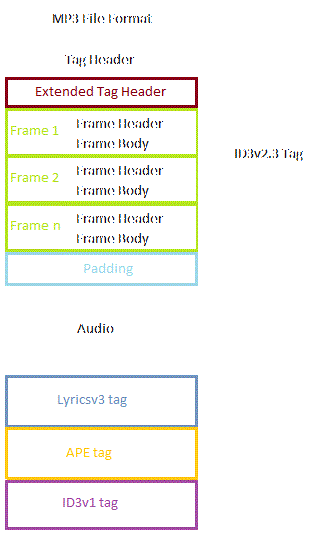 MP3 File Format
Tag Header
Extended Tag Header
Frame 1
Frame Header
Frame Body
ID3v2.3 Tag
Frame 2
Frame Header
Frame Body
Frame n
Frame Header
Frame Body
Padding
Audio
Lyricsv3 tag
APE tag
ID3v1 tag